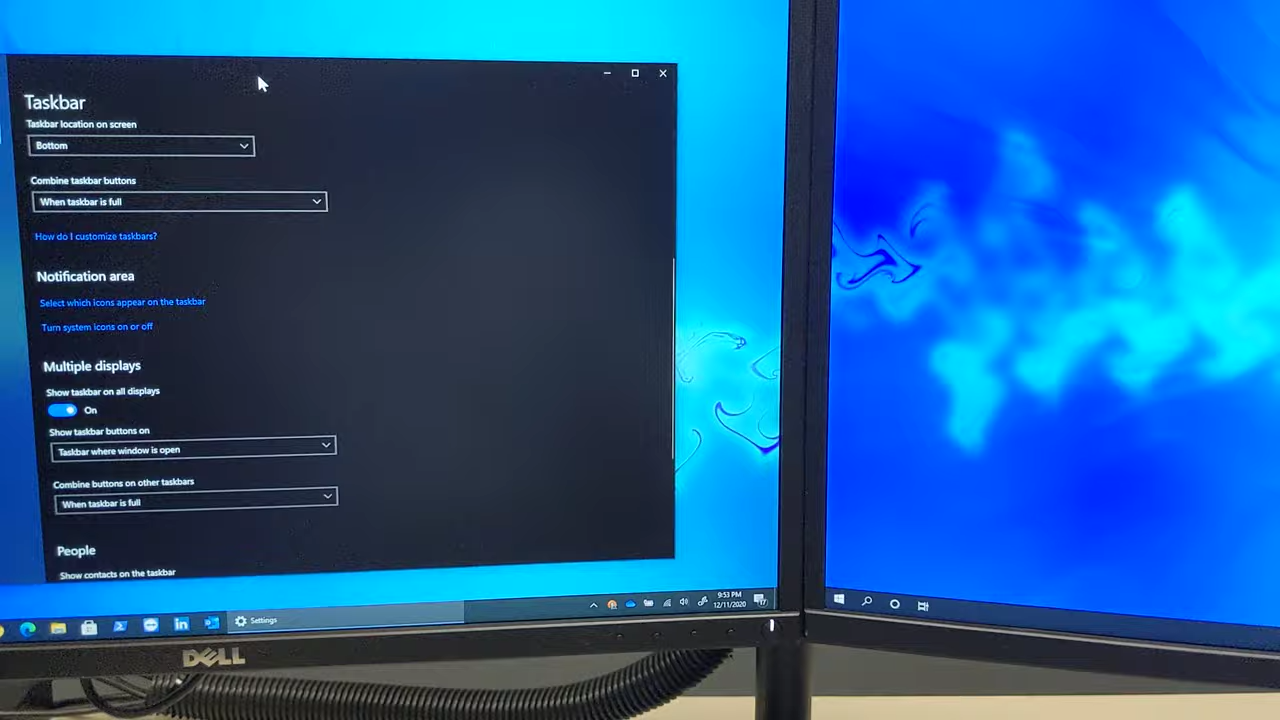 Taskbar
Taskbar location on screen
Bottom
Combine taskbar buttons
When taskbar is full
How do I customize taskbars?
Notification area
Select which icons appear on the taskbar
Turn system icons on or off
Multiple displays
Show taskbar on all displays
On
Show taskbar buttons on
Taskbar where window is open
Combine buttons on other taskbars
When taskbar is full
People
Show contacts on the taskbar
Settings
9:53 PM
12/11/2020
DELL